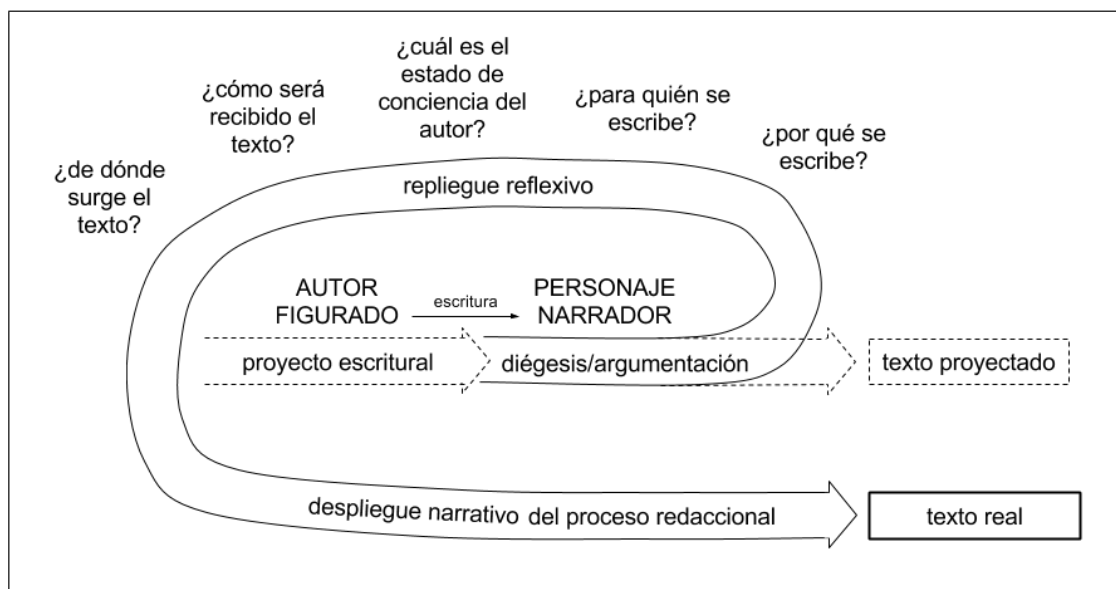 ¿de dónde
surge el
texto?
¿cómo será
recibido el
texto?
¿cuál es el
estado de
conciencia del
autor?
¿para quién se
escribe?
¿por qué se
escribe?
repliegue reflexivo
AUTOR
FIGURADO
escritura
PERSONAJE
NARRADOR
proyecto escritural
diégesis/argumentación
texto proyectado
despliegue narrativo del proceso redaccional
texto real